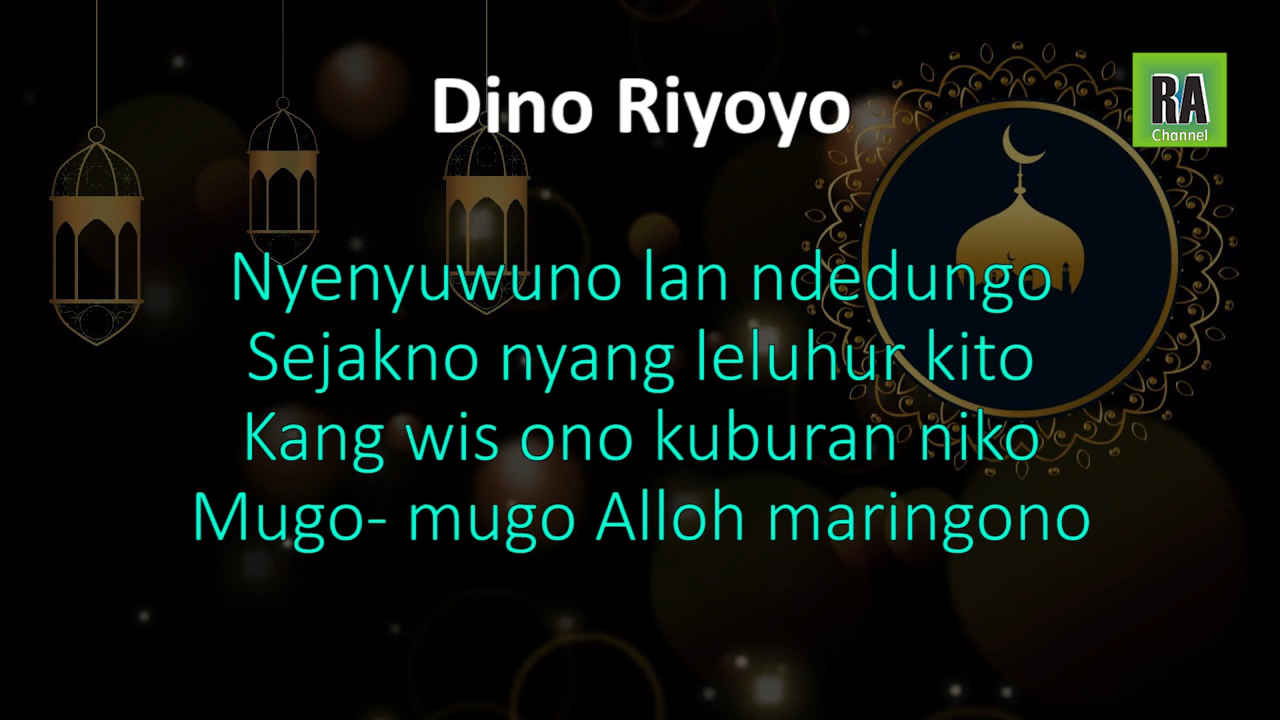 Dino Riyoyo
RA
Channel
Nyenyuwuno lan ndedungo
Sejakno nyang leluhur kito
Kang wis ono kuburan niko
Mugo- mugo Alloh maringono